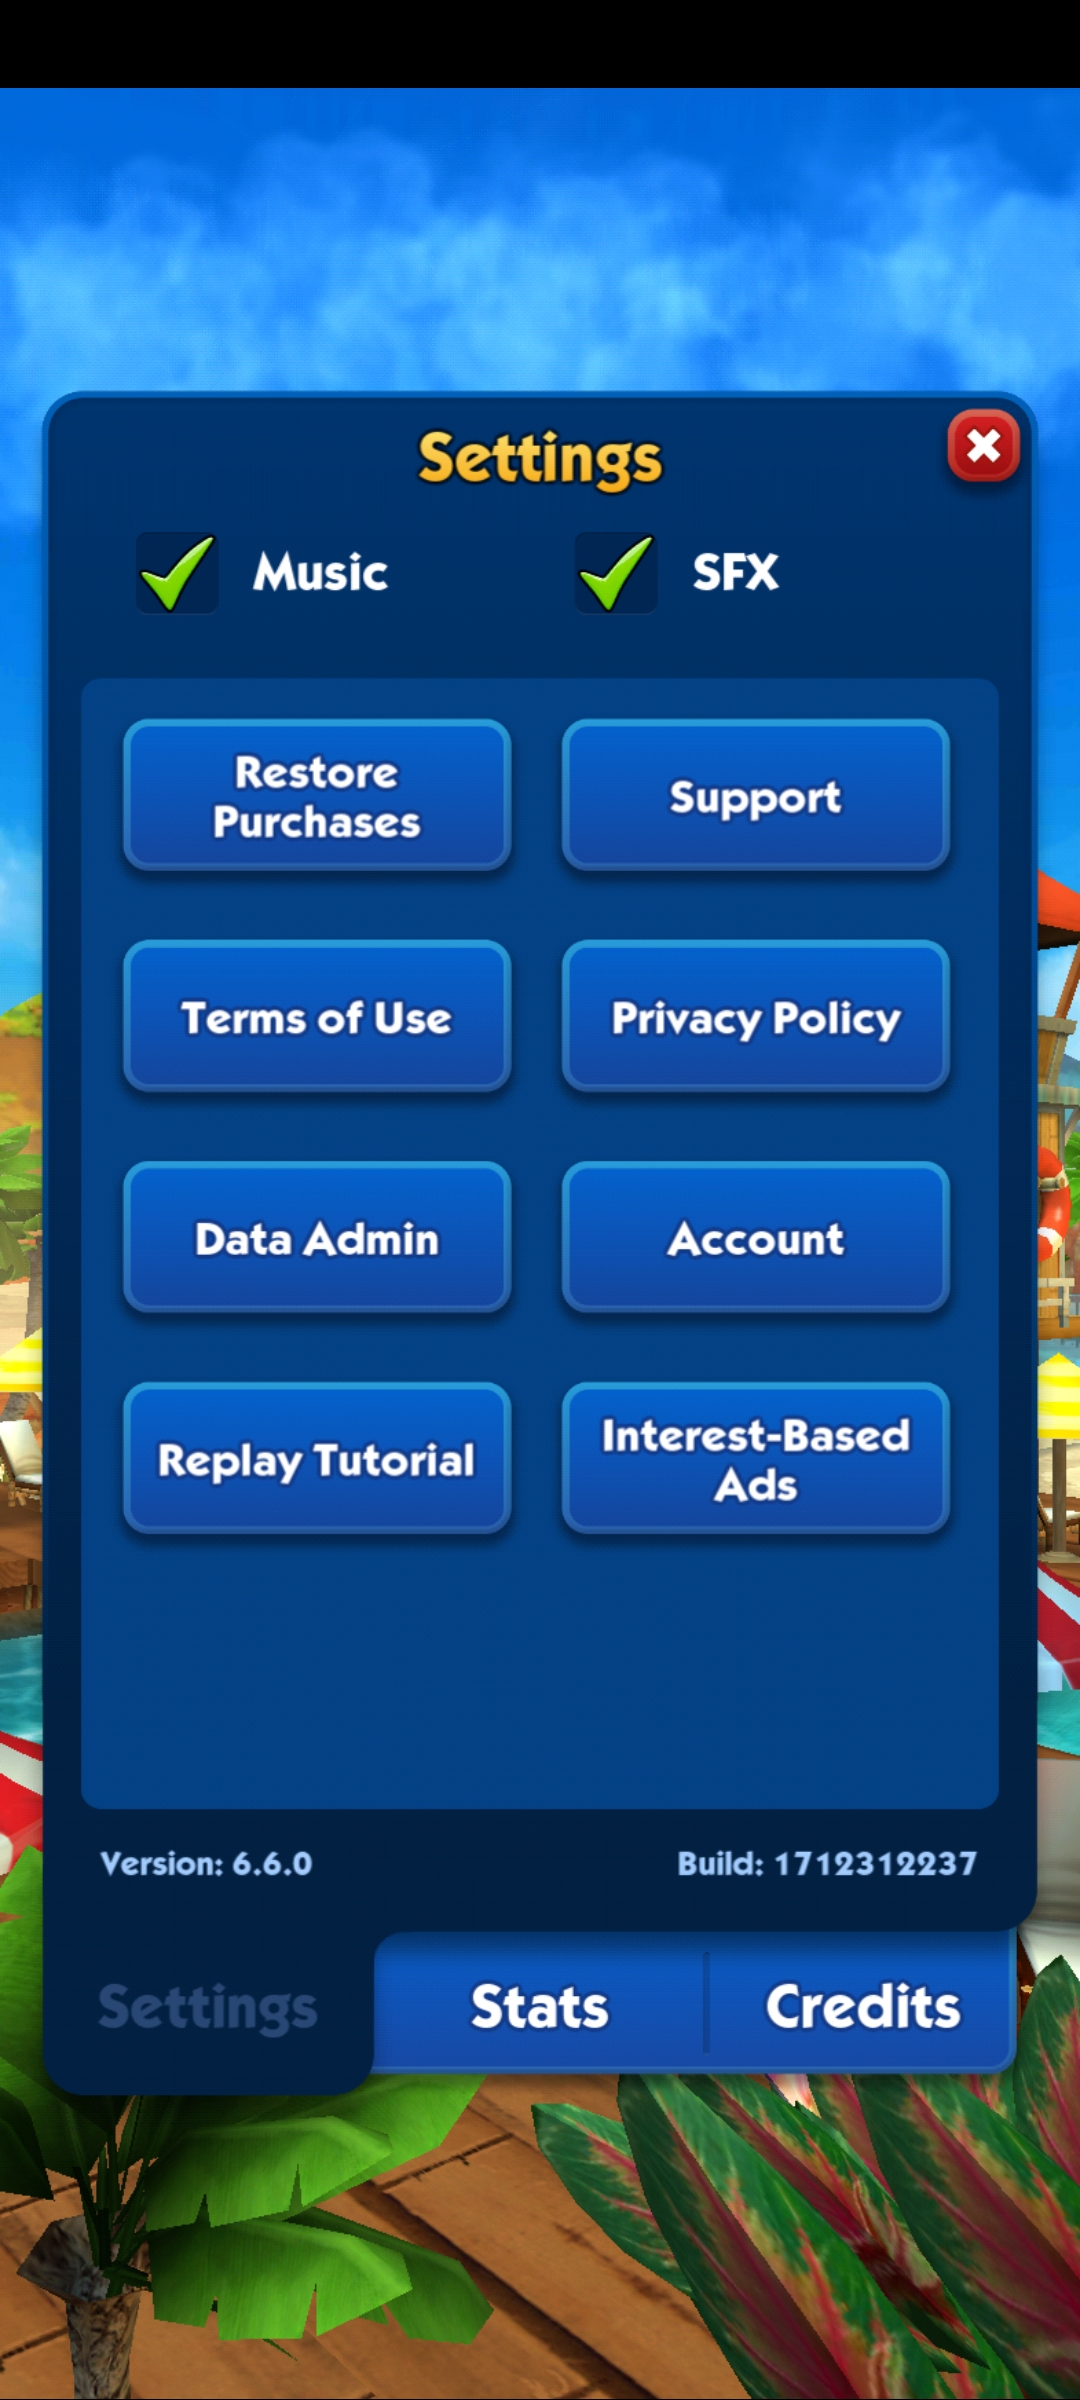 Settings
Music SFX
Restore
Purchases
Support
Terms of Use
Privacy Policy
Data Admin
Account
Replay Tutorial
Interest-Based
Ads
Version: 6.6.0
Build: 1712312237
Settings
Stats
Credits